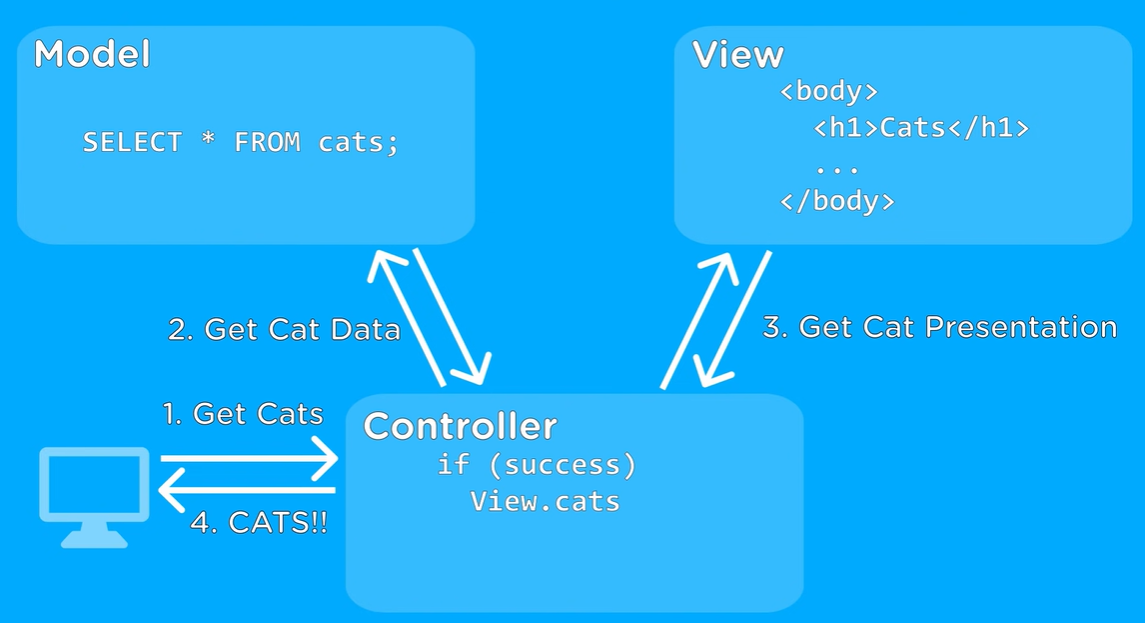 Model
SELECT * FROM cats;
View
<body>
<h1>Cats</h1>
...
</body>
2. Get Cat Data
3. Get Cat Presentation
1. Get Cats
4. CATS!!
Controller
if (success)
View.cats